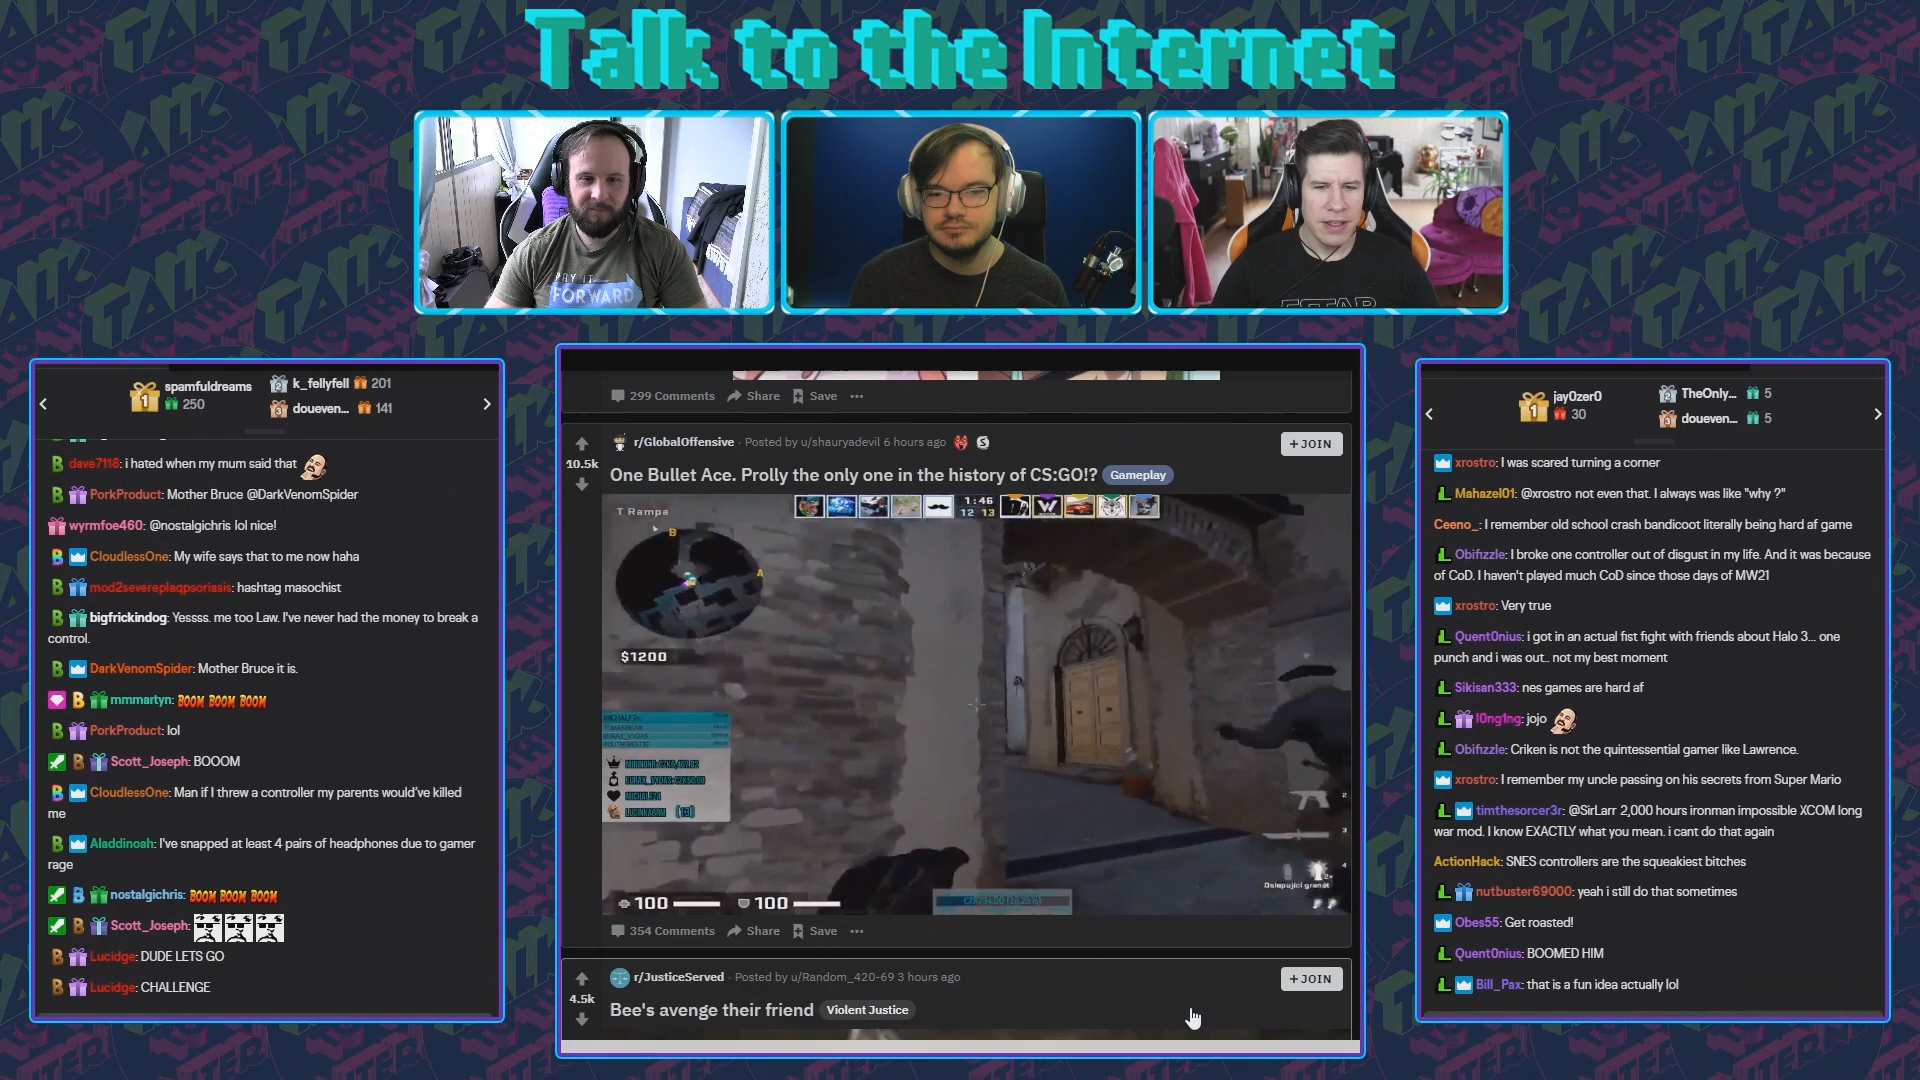 Talk to the Internet
PAY IT
FORWARD
spamfuldreams
250
k_fellyfell 201
doueven... 141
dave7118: i hated when my mum said that
PorkProduct: Mother Bruce @DarkVenomSpider
wyrmfoe460: @nostalgichris lol nice!
CloudlessOne: My wife says that to me now haha
mod2severeplaqpsoriasis: hashtag masochist
bigfrickindog: Yessss. me too Law. I've never had the money to break a
control.
DarkVenomSpider: Mother Bruce it is.
mmmartyn: BOOM BOOM BOOM
PorkProduct: lol
Scott_Joseph: BOOOM
CloudlessOne: Man if I threw a controller my parents would've killed
me
Aladdinoah: I've snapped at least 4 pairs of headphones due to gamer
rage
nostalgichris: BOOM BOOM BOOM
Scott_Joseph:
Lucidge: DUDE LETS GO
Lucidge: CHALLENGE
299 Comments Share Save
r/GlobalOffensive · Posted by u/shauryadevil 6 hours ago
+JOIN
10.5k
One Bullet Ace. Prolly the only one in the history of CS:GO!? Gameplay
T Rampa
1:46
12 13
B
A
$1200
100 100
Oslepující granát
354 Comments Share Save
r/JusticeServed · Posted by u/Random_420-69 3 hours ago
+JOIN
4.5k
Bee's avenge their friend Violent Justice
jay0zer0
30
TheOnly... 5
doueven... 5
xrostro: I was scared turning a corner
Mahazel01: @xrostro not even that. I always was like "why ?"
Ceeno_: I remember old school crash bandicoot literally being hard af game
Obifizzle: I broke one controller out of disgust in my life. And it was because
of CoD. I haven't played much CoD since those days of MW21
xrostro: Very true
Quent0nius: i got in an actual fist fight with friends about Halo 3... one
punch and i was out.. not my best moment
Sikisan333: nes games are hard af
l0ng1ng: jojo
Obifizzle: Criken is not the quintessential gamer like Lawrence.
xrostro: I remember my uncle passing on his secrets from Super Mario
timthesorcer3r: @SirLarr 2,000 hours ironman impossible XCOM long
war mod. I know EXACTLY what you mean. i cant do that again
ActionHack: SNES controllers are the squeakiest bitches
nutbuster69000: yeah i still do that sometimes
Obes55: Get roasted!
Quent0nius: BOOMED HIM
Bill_Pax: that is a fun idea actually lol